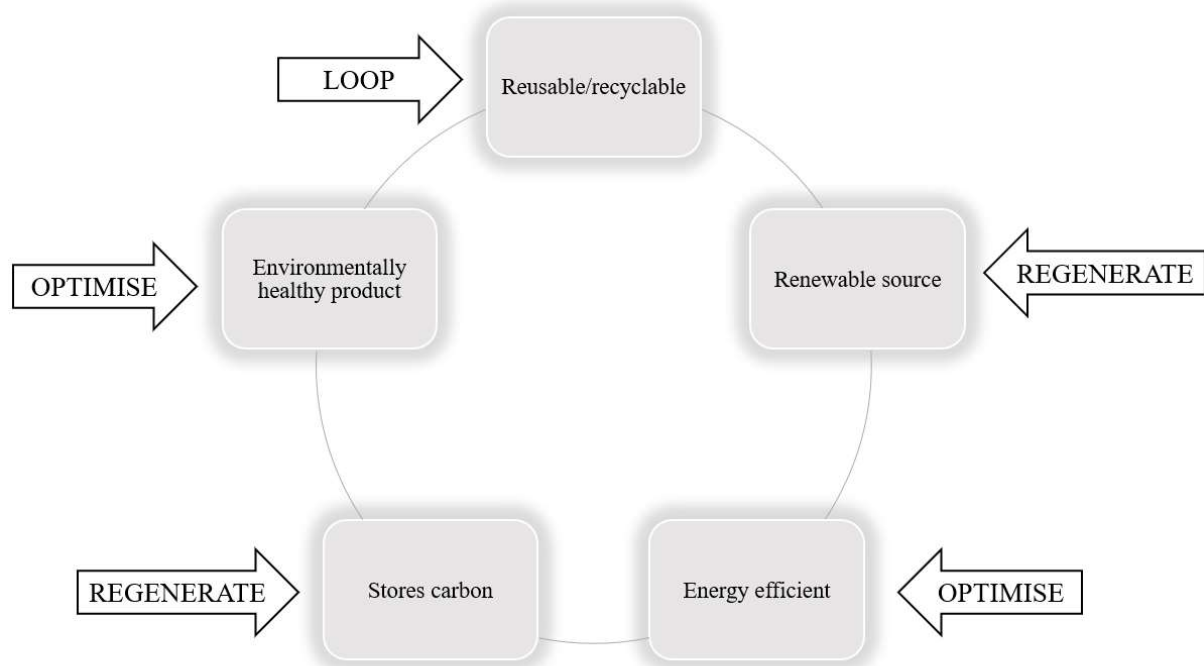 LOOP
Reusable/recyclable
OPTIMISE
Environmentally
healthy product
Renewable source
REGENERATE
REGENERATE
Stores carbon
Energy efficient
OPTIMISE